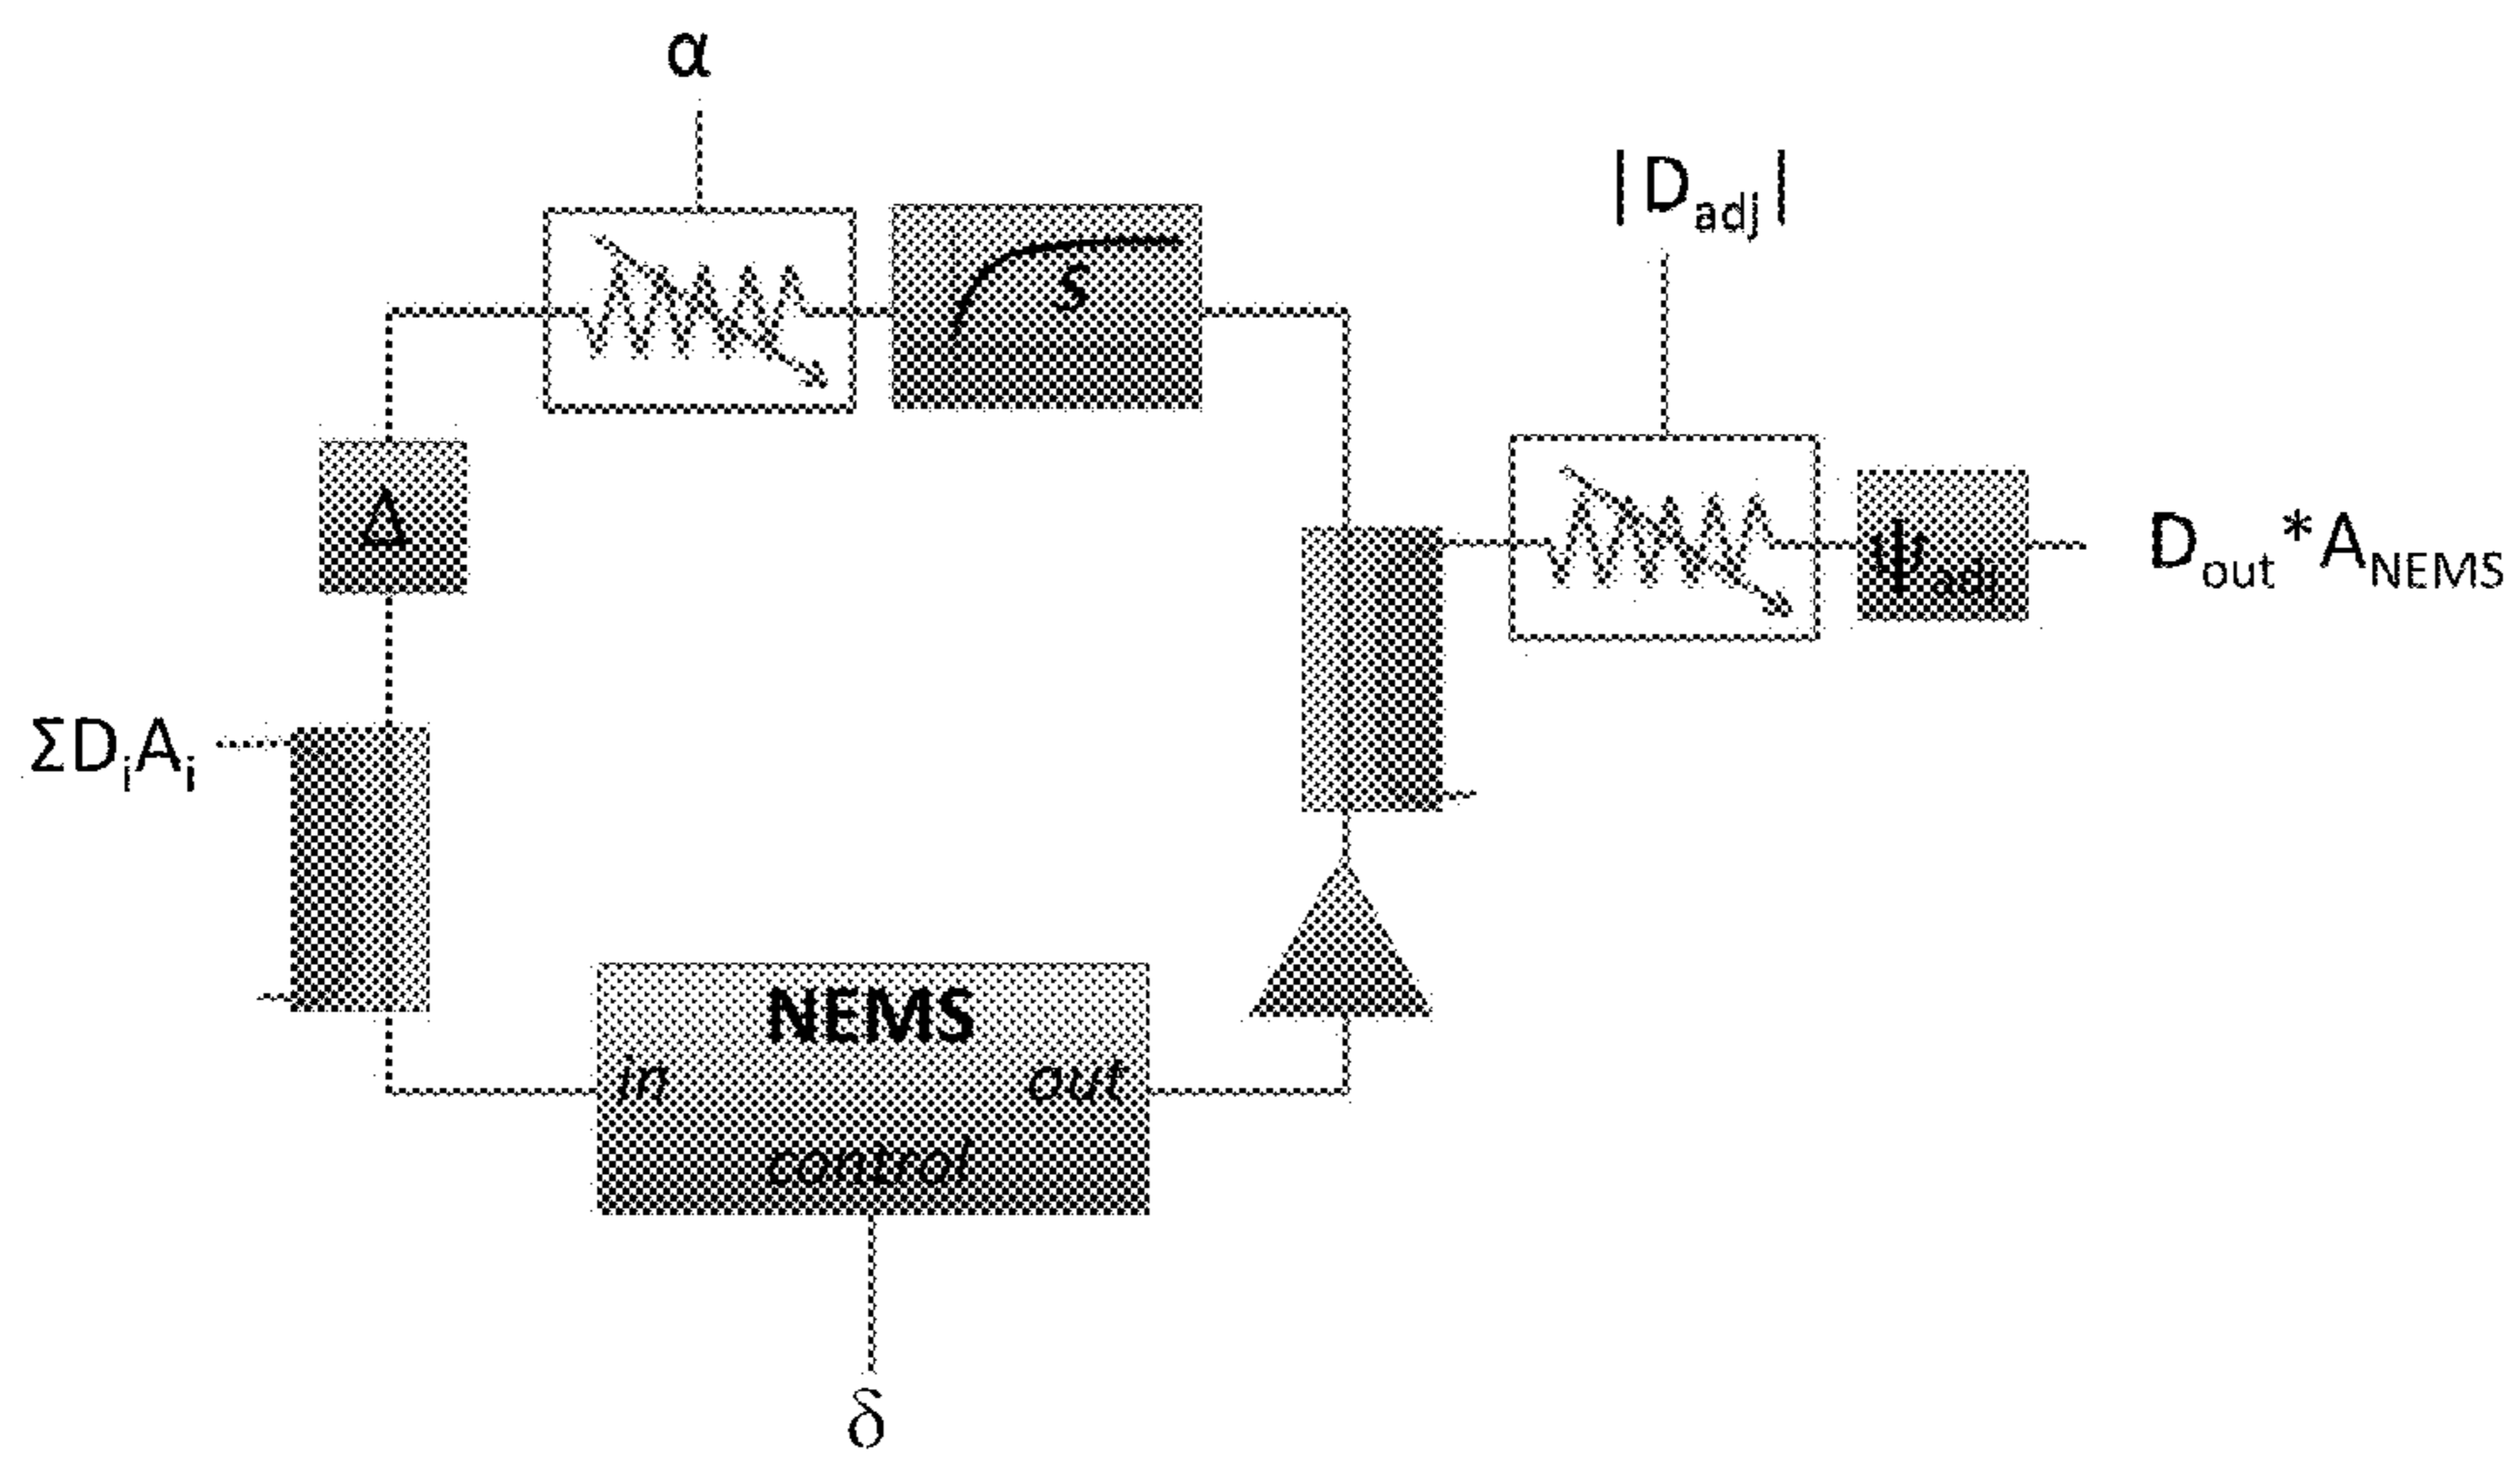 α
|D_adj|
s
Δ
ψ_adj
D_out*A_NEMS
ΣD_iA_i
NEMS
in out
control
δ